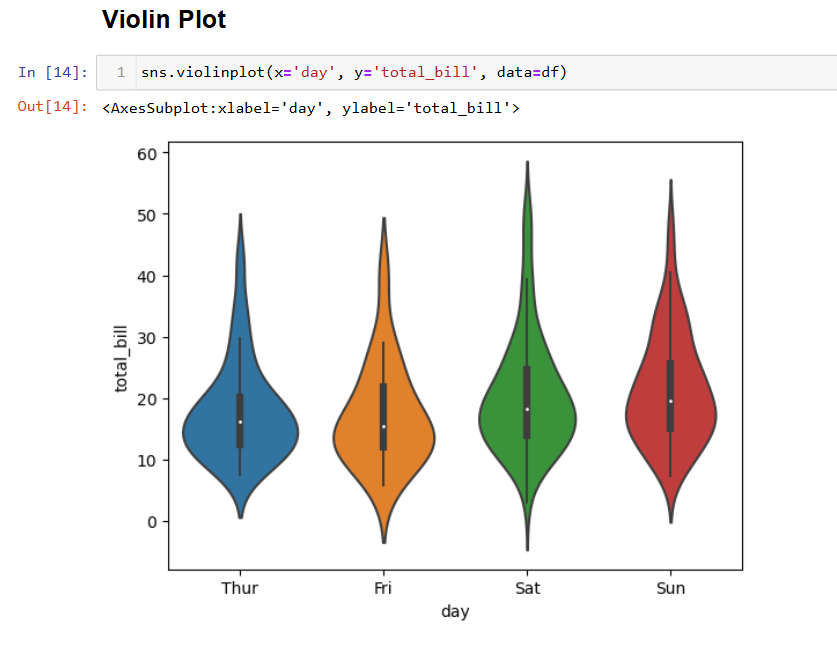 Violin Plot
In [14]: 1 sns.violinplot(x='day', y='total_bill', data=df)
Out[14]: <AxesSubplot:xlabel='day', ylabel='total_bill'>
60
50
40
30
20
10
0
total_bill
Thur Fri Sat Sun
day